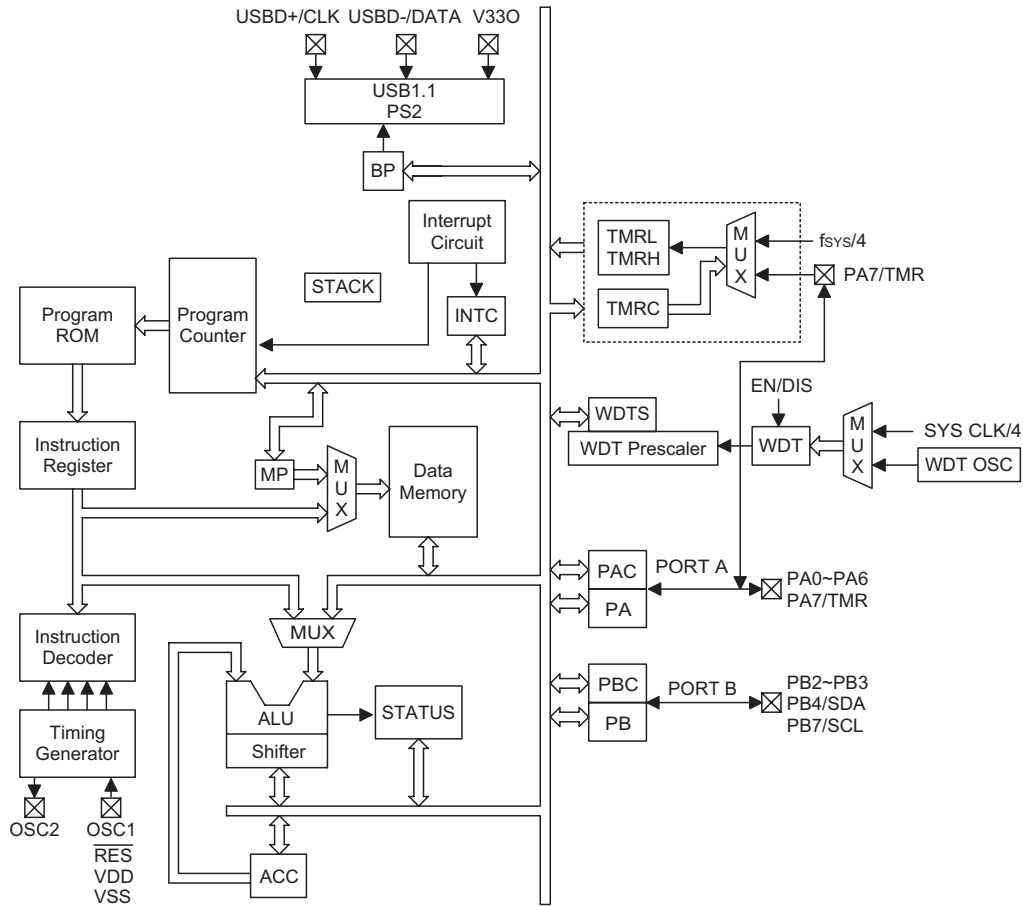 USBD+/CLK USBD-/DATA V33O
USB1.1
PS2
BP
Interrupt
Circuit
STACK
INTC
Program
ROM
Program
Counter
TMRL
TMRH
TMRC
MUX
fSYS/4
PA7/TMR
EN/DIS
WDTS
WDT Prescaler
WDT
MUX
SYS CLK/4
WDT OSC
Instruction
Register
MP
MUX
Data
Memory
PAC
PA
PORT A
PA0~PA6
PA7/TMR
Instruction
Decoder
MUX
ALU
Shifter
STATUS
PBC
PB
PORT B
PB2~PB3
PB4/SDA
PB7/SCL
Timing
Generator
OSC2
OSC1
R̅E̅S̅
VDD
VSS
ACC